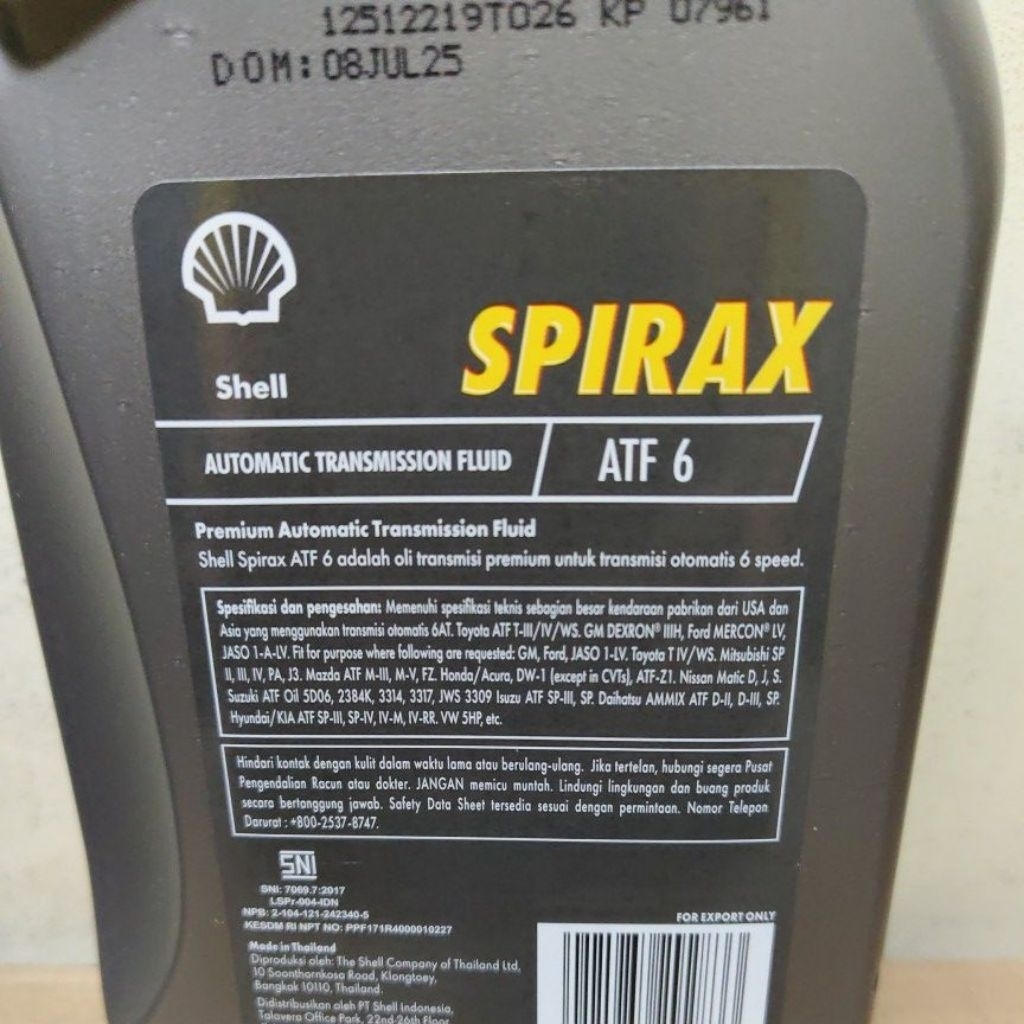 12512219T026 KP 07961
DOM: 08JUL25
Shell
SPIRAX
AUTOMATIC TRANSMISSION FLUID
ATF 6
Premium Automatic Transmission Fluid
Shell Spirax ATF 6 adalah oli transmisi premium untuk transmisi otomatis 6 speed.
Spesifikasi dan pengesahan: Memenuhi spesifikasi teknis sebagian besar kendaraan pabrikan dari USA dan
Asia yang menggunakan transmisi otomatis 6AT. Toyota ATF T-III/IV/WS. GM DEXRON® IIIH, Ford MERCON® LV,
JASO 1-A-LV. Fit for purpose where following are requested: GM, Ford, JASO 1-LV. Toyota T IV/WS. Mitsubishi SP
II, III, IV, PA, J3. Mazda ATF M-III, M-V, FZ. Honda/Acura, DW-1 (except in CVTs), ATF-Z1. Nissan Matic D, J, S.
Suzuki ATF Oil 5D06, 2384K, 3314, 3317, JWS 3309 Isuzu ATF SP-III, SP. Daihatsu AMMIX ATF D-II, D-III, SP.
Hyundai/KIA ATF SP-III, SP-IV, IV-M, IV-RR. VW 5HP, etc.
Hindari kontak dengan kulit dalam waktu lama atau berulang-ulang. Jika tertelan, hubungi segera Pusat
Pengendalian Racun atau dokter. JANGAN memicu muntah. Lindungi lingkungan dan buang produk
secara bertanggung jawab. Safety Data Sheet tersedia sesuai dengan permintaan. Nomor Telepon
Darurat : +800-2537-8747.
SNI
SNI: 7069.7:2017
LSPr-004-IDN
NPB: 2-104-121-242340-5
KESDM RI NPT NO: PPF171R4000010227
FOR EXPORT ONLY
Made in Thailand
Diproduksi oleh: The Shell Company of Thailand Ltd,
10 Soonthornkosa Road, Klongtoey,
Bangkok 10110, Thailand.
Didistribusikan oleh PT Shell Indonesia,
Talavera Office Park, 22nd-26th Floor